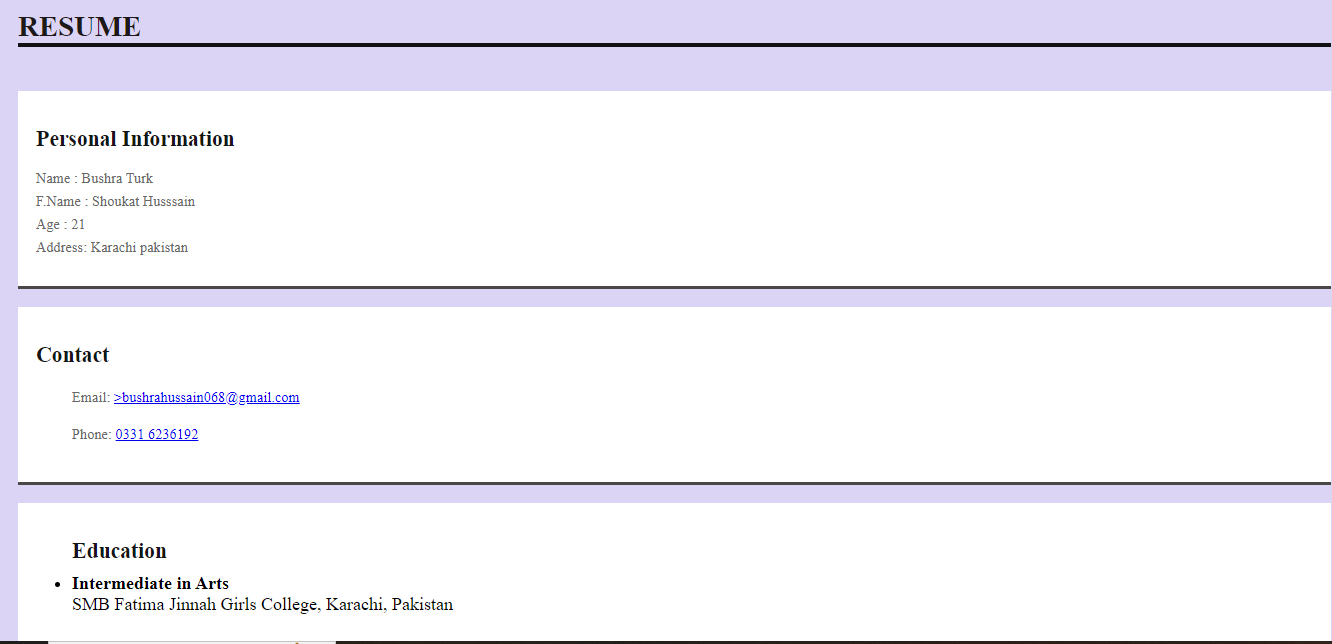 RESUME
Personal Information
Name : Bushra Turk
F.Name : Shoukat Husssain
Age : 21
Address: Karachi pakistan
Contact
Email: >bushrahussain068@gmail.com
Phone: 0331 6236192
Education
Intermediate in Arts
SMB Fatima Jinnah Girls College, Karachi, Pakistan